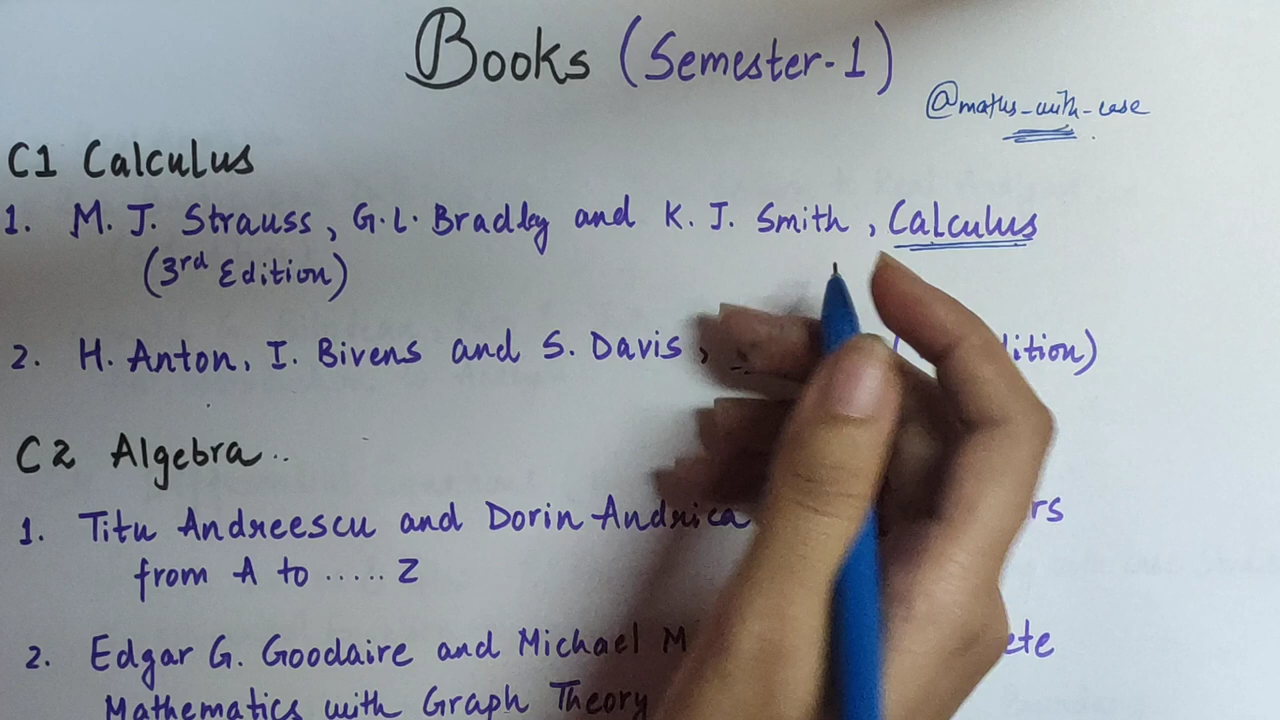 Books (Semester-1)
@maths_with_case
C1 Calculus
1. M. J. Strauss, G.L. Bradley and K. J. Smith, Calculus
(3rd Edition)
2. H. Anton, I. Bivens and S. Davis,
C2 Algebra..
1. Titu Andreescu and Dorin Andrica
from A to ..... Z
2. Edgar G. Goodaire and Michael M
Mathematics with Graph Theory